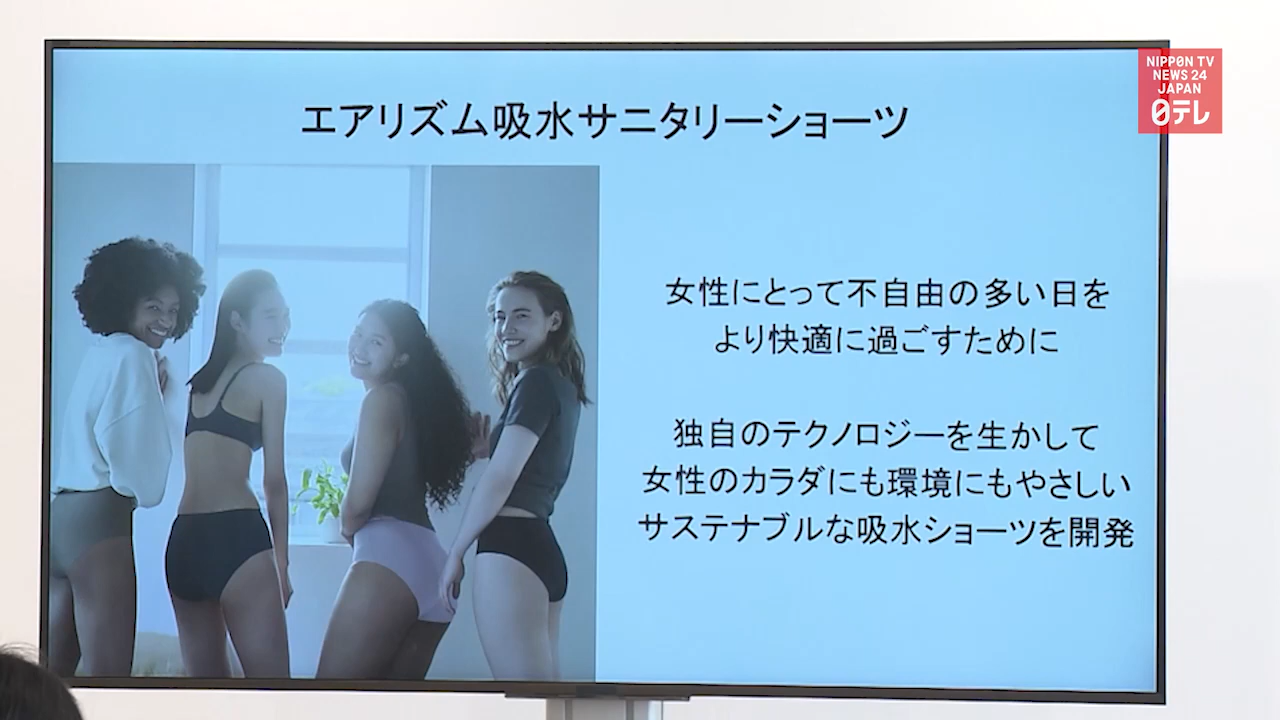 NIPPON TV
NEWS 24
JAPAN
日テレ
エアリズム吸水サニタリーショーツ
女性にとって不自由の多い日を
より快適に過ごすために
独自のテクノロジーを生かして
女性のカラダにも環境にもやさしい
サステナブルな吸水ショーツを開発